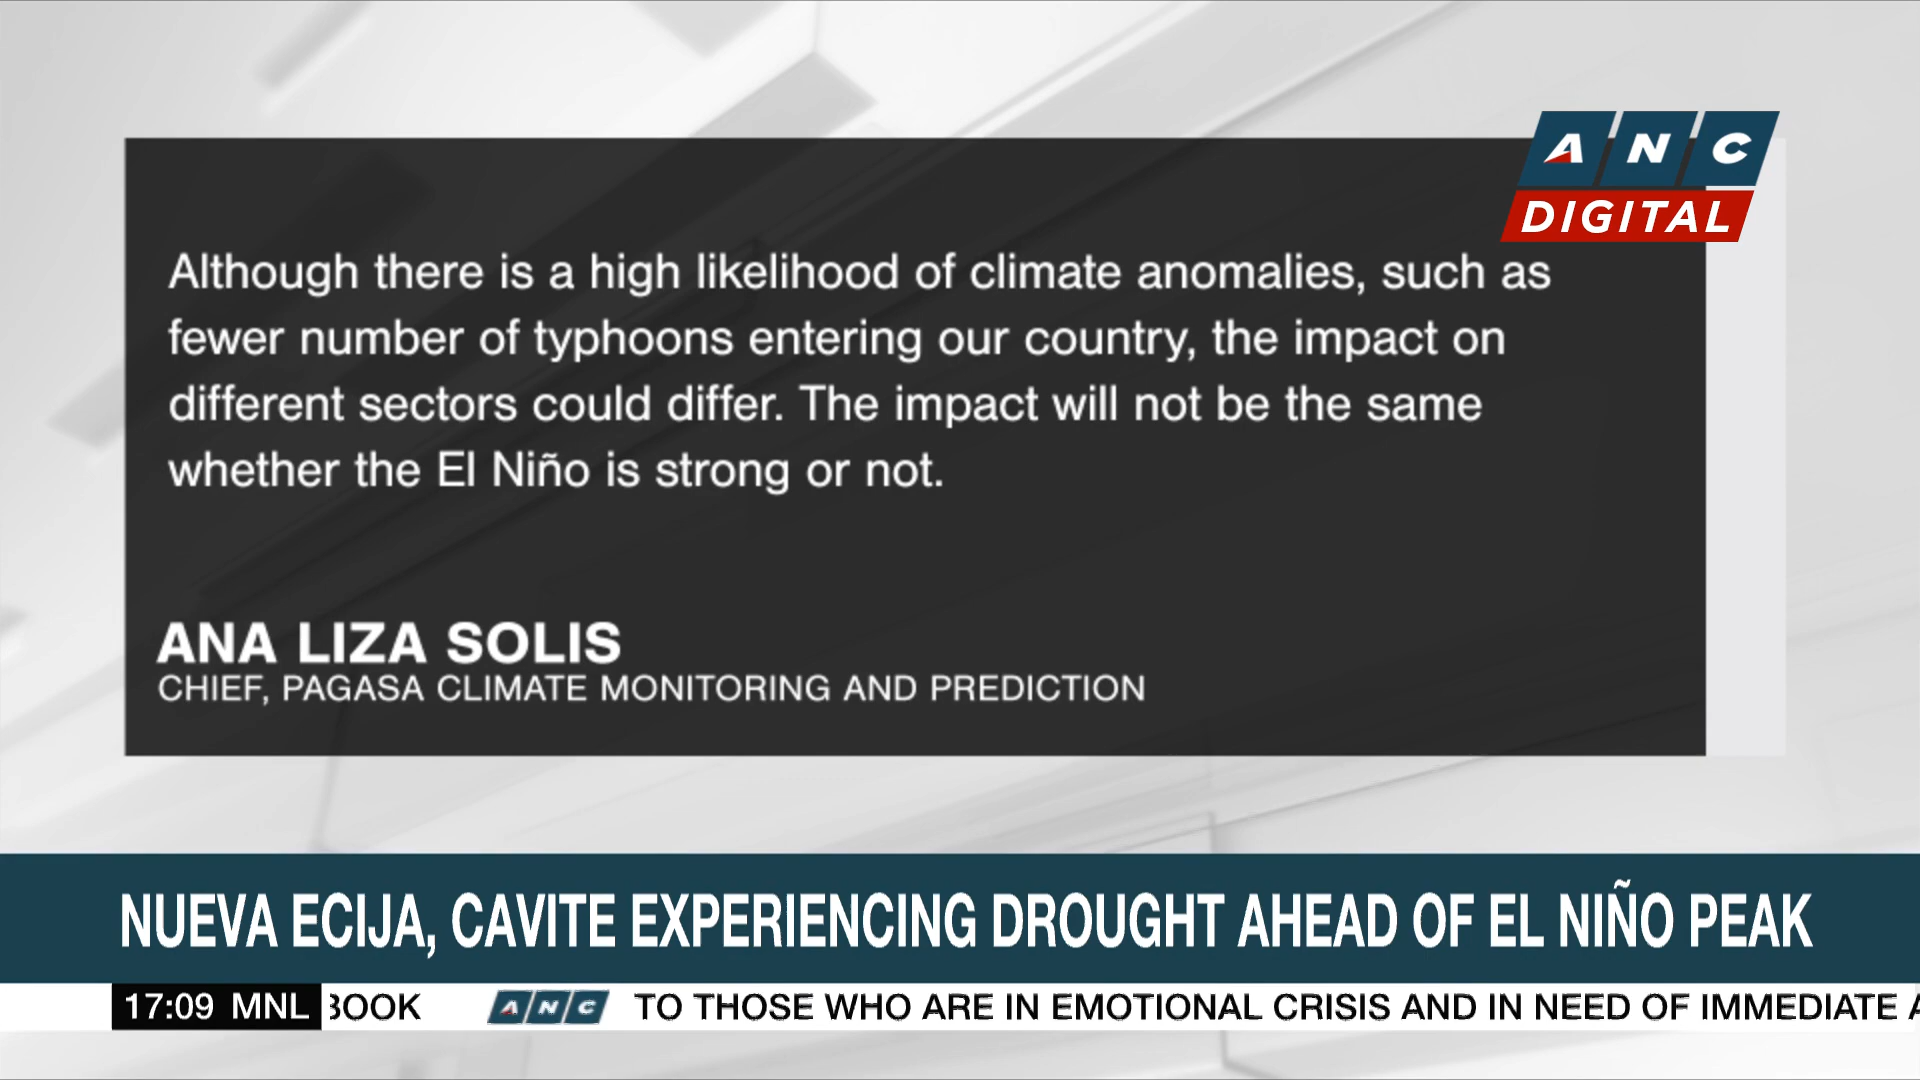 ANC
DIGITAL
Although there is a high likelihood of climate anomalies, such as
fewer number of typhoons entering our country, the impact on
different sectors could differ. The impact will not be the same
whether the El Niño is strong or not.
ANA LIZA SOLIS
CHIEF, PAGASA CLIMATE MONITORING AND PREDICTION
NUEVA ECIJA, CAVITE EXPERIENCING DROUGHT AHEAD OF EL NIÑO PEAK
17:09 MNL BOOK ANC TO THOSE WHO ARE IN EMOTIONAL CRISIS AND IN NEED OF IMMEDIATE